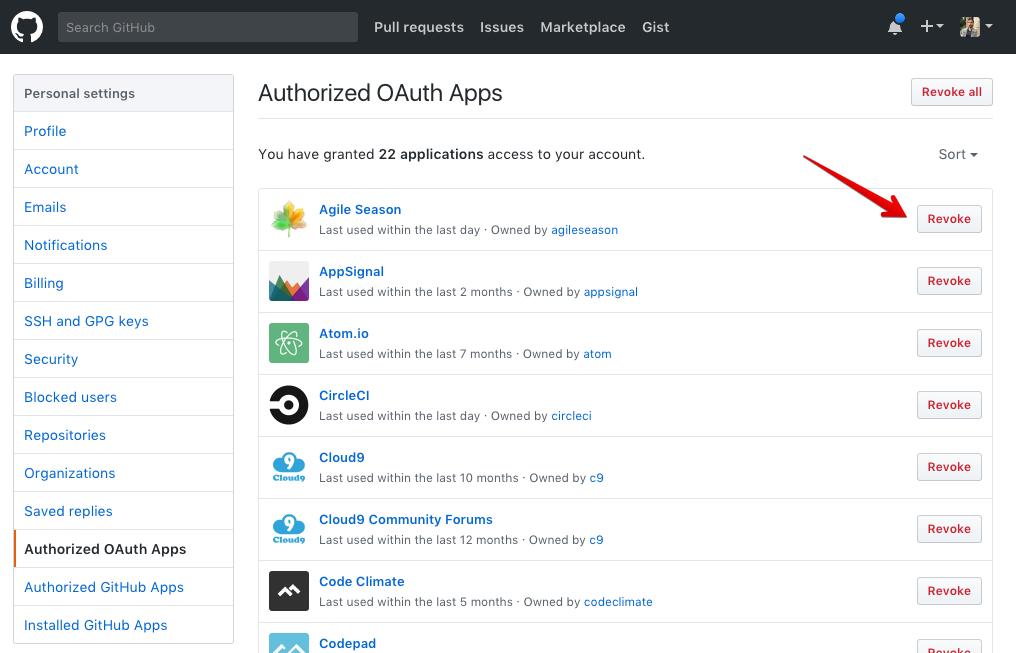 Search GitHub
Pull requests
Issues
Marketplace
Gist
Personal settings
Profile
Account
Emails
Notifications
Billing
SSH and GPG keys
Security
Blocked users
Repositories
Organizations
Saved replies
Authorized OAuth Apps
Authorized GitHub Apps
Installed GitHub Apps
Authorized OAuth Apps
Revoke all
You have granted 22 applications access to your account.
Sort
Agile Season
Last used within the last day · Owned by agileseason
Revoke
AppSignal
Last used within the last 2 months · Owned by appsignal
Revoke
Atom.io
Last used within the last 7 months · Owned by atom
Revoke
CircleCI
Last used within the last day · Owned by circleci
Revoke
9
Cloud9
Cloud9
Last used within the last 10 months · Owned by c9
Revoke
9
Cloud9
Cloud9 Community Forums
Last used within the last 12 months · Owned by c9
Revoke
Code Climate
Last used within the last 5 months · Owned by codeclimate
Revoke
Codepad
Revoke